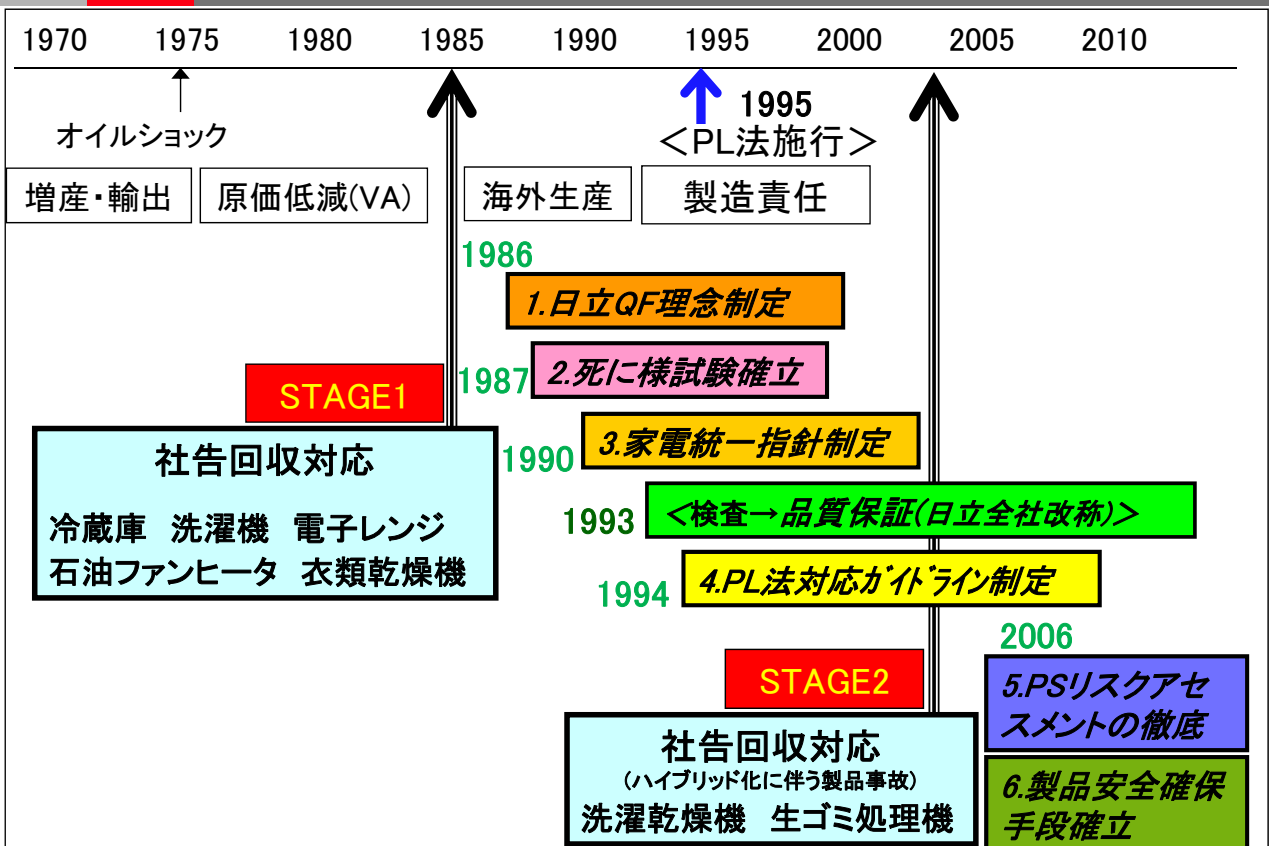 1970 1975 1980 1985 1990 1995 2000 2005 2010
オイルショック
1995
<PL法施行>
増産・輸出
原価低減(VA)
海外生産
製造責任
1986
1.日立QF理念制定
1987
2.死に様試験確立
STAGE1
社告回収対応
冷蔵庫 洗濯機 電子レンジ
石油ファンヒータ 衣類乾燥機
1990
3.家電統一指針制定
1993
<検査→品質保証(日立全社改称)>
1994
4.PL法対応ガイドライン制定
STAGE2
社告回収対応
(ハイブリッド化に伴う製品事故)
洗濯乾燥機 生ゴミ処理機
2006
5.PSリスクアセ
スメントの徹底
6.製品安全確保
手段確立